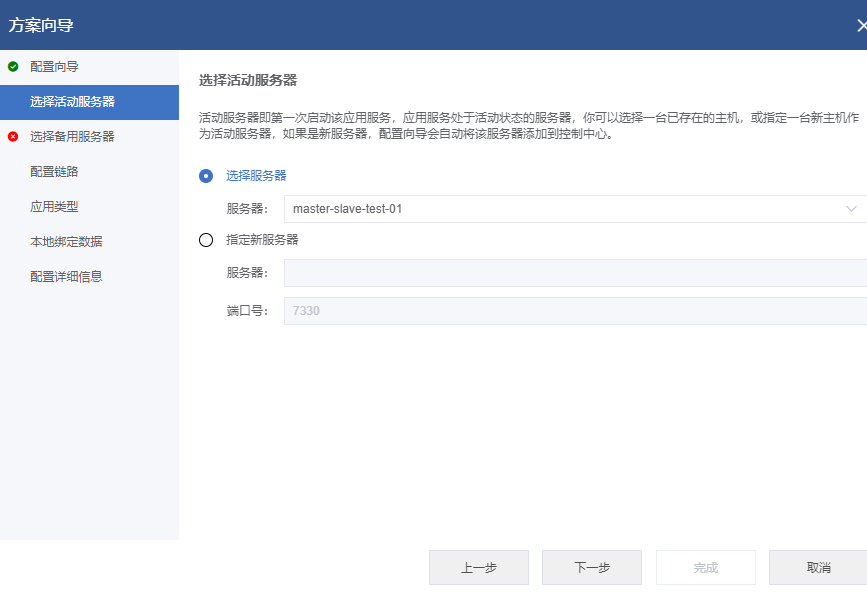 方案向导
配置向导
选择活动服务器
选择备用服务器
配置链路
应用类型
本地绑定数据
配置详细信息
选择活动服务器
活动服务器即第一次启动该应用服务，应用服务处于活动状态的服务器，你可以选择一台已存在的主机，或指定一台新主机作
为活动服务器，如果是新服务器，配置向导会自动将该服务器添加到控制中心。
选择服务器
服务器： master-slave-test-01
指定新服务器
服务器：
端口号： 7330
上一步 下一步 完成 取消